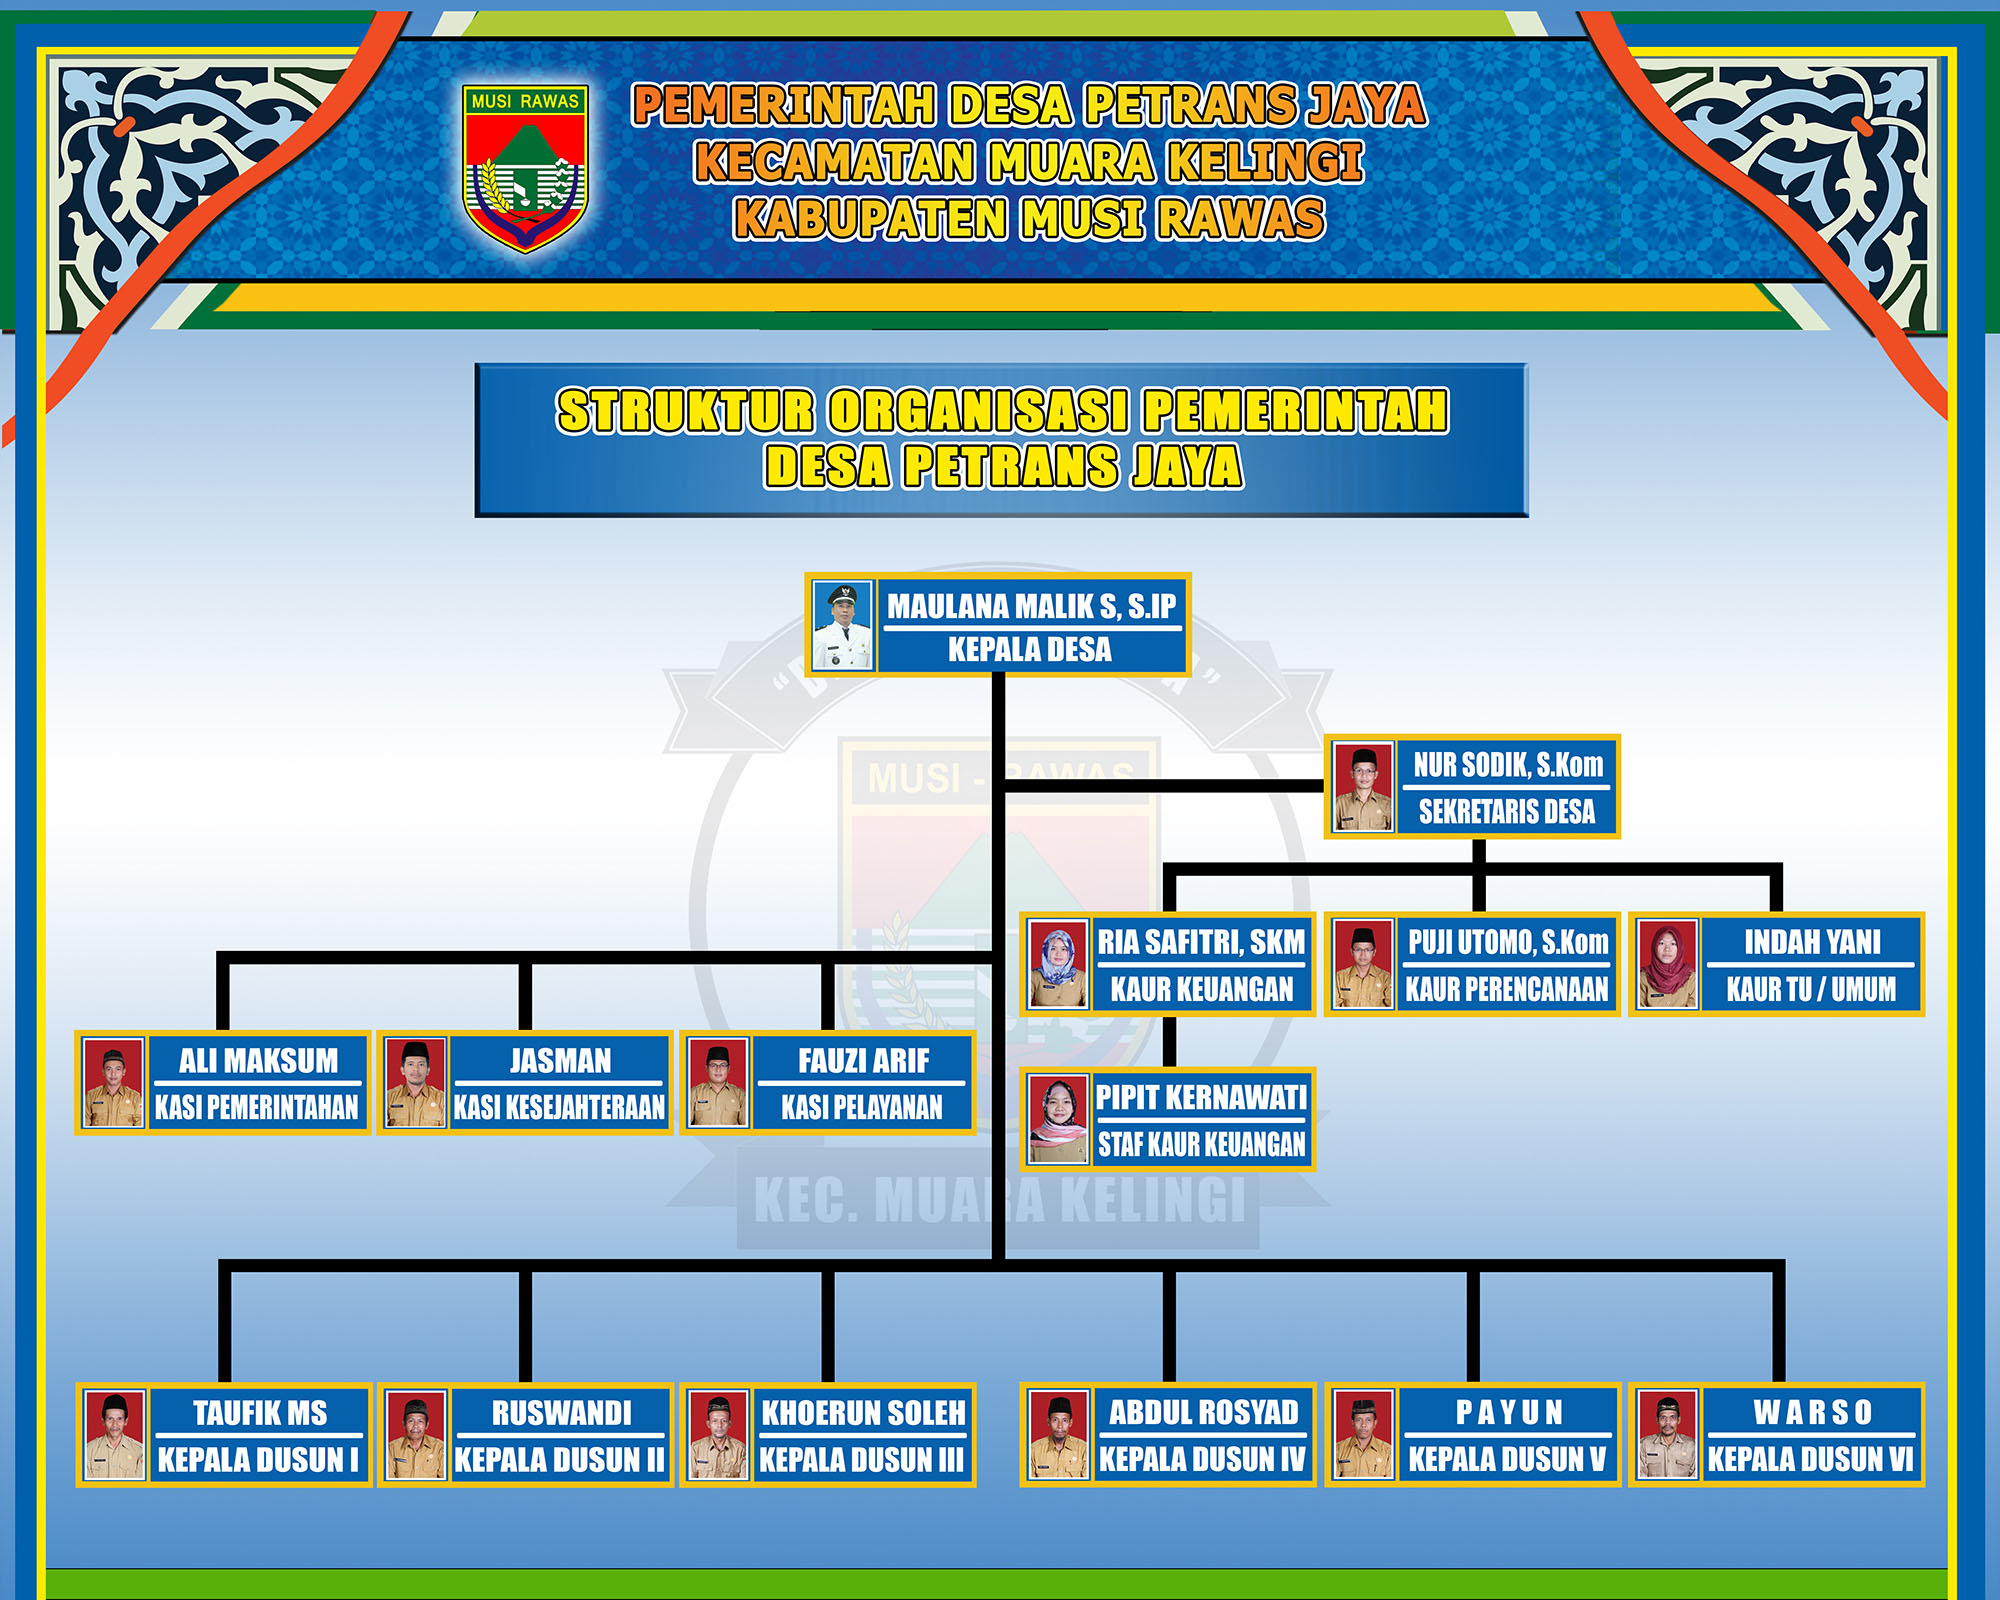 MUSI RAWAS
PEMERINTAH DESA PETRANS JAYA
KECAMATAN MUARA KELINGI
KABUPATEN MUSI RAWAS
STRUKTUR ORGANISASI PEMERINTAH
DESA PETRANS JAYA
MAULANA MALIK S, S.IP
KEPALA DESA
MUSI - RAWAS
NUR SODIK, S.Kom
SEKRETARIS DESA
RIA SAFITRI, SKM
KAUR KEUANGAN
PUJI UTOMO, S.Kom
KAUR PERENCANAAN
INDAH YANI
KAUR TU / UMUM
ALI MAKSUM
KASI PEMERINTAHAN
JASMAN
KASI KESEJAHTERAAN
FAUZI ARIF
KASI PELAYANAN
PIPIT KERNAWATI
STAF KAUR KEUANGAN
KEC. MUARA KELINGI
TAUFIK MS
KEPALA DUSUN I
RUSWANDI
KEPALA DUSUN II
KHOERUN SOLEH
KEPALA DUSUN III
ABDUL ROSYAD
KEPALA DUSUN IV
P A Y U N
KEPALA DUSUN V
W A R S O
KEPALA DUSUN VI